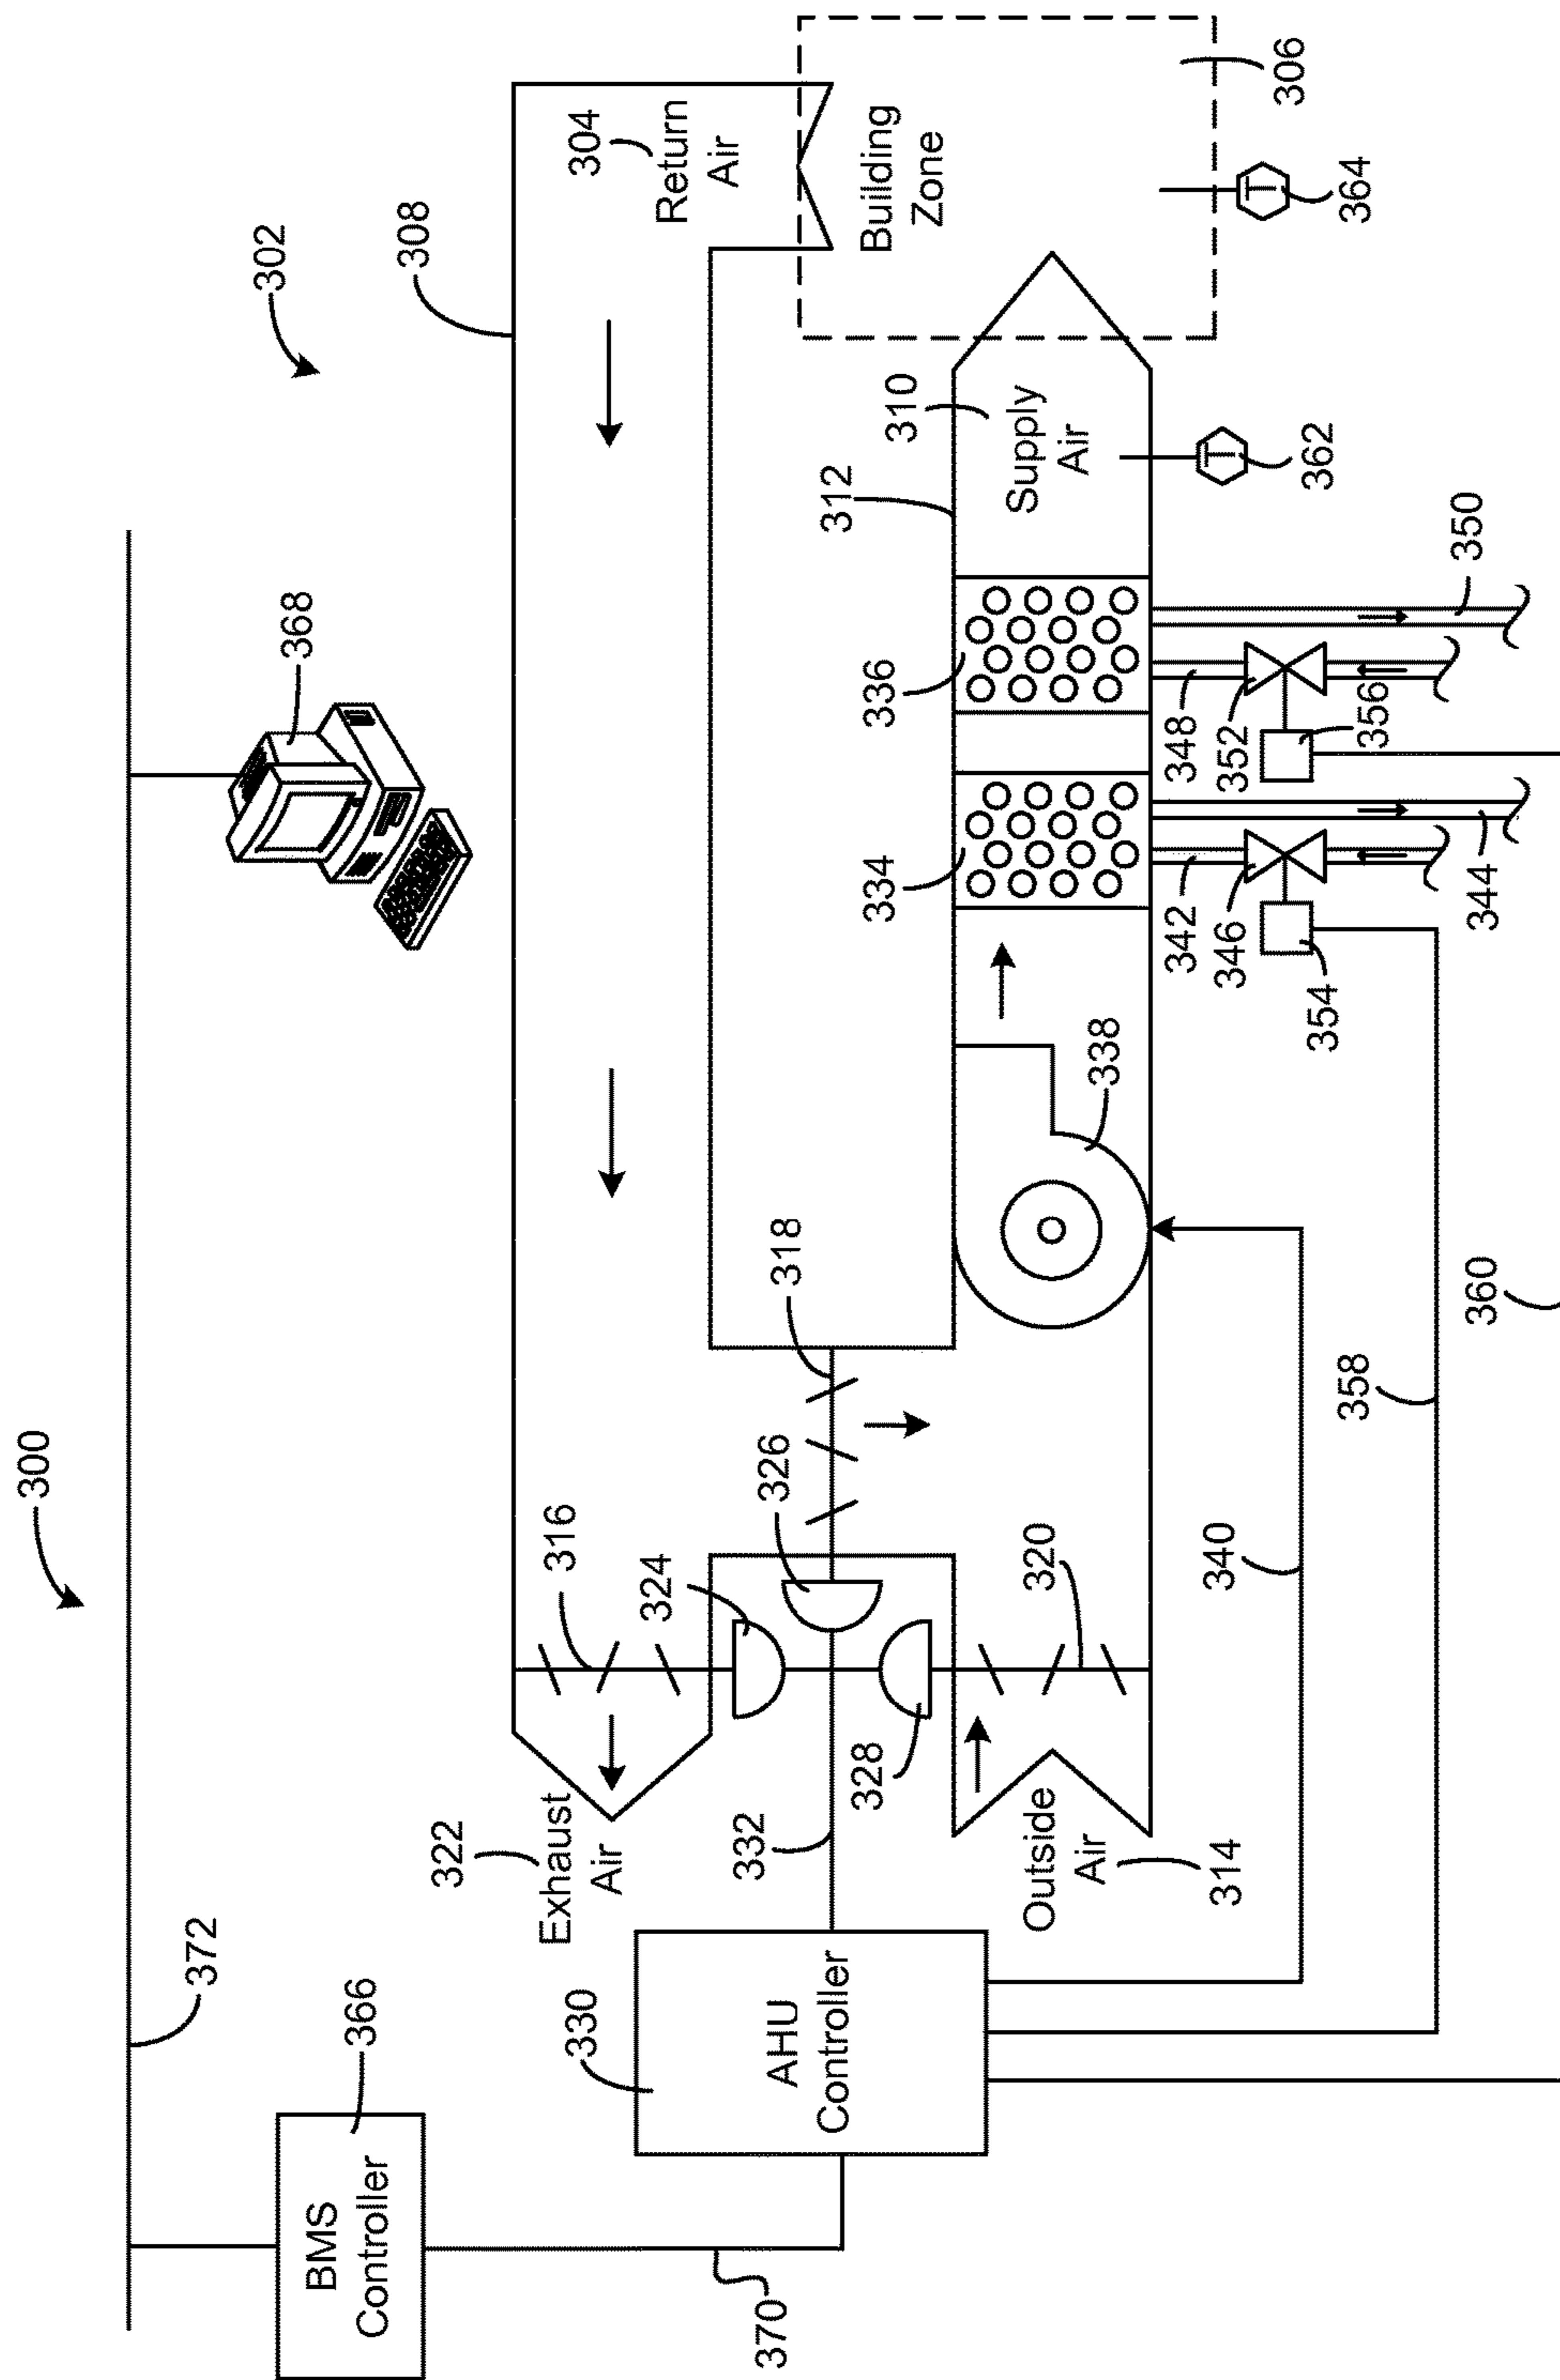 300
372
BMS
Controller
366
368
302
370
330
AHU
Controller
322
Exhaust
Air
316
308
304
Return
Air
324
332
326
318
328
Building
Zone
306
Outside
Air
314
320
338
334
336
312
310
Supply
Air
340
342
346
354
344
348
352
356
350
362
364
T
T
358
360